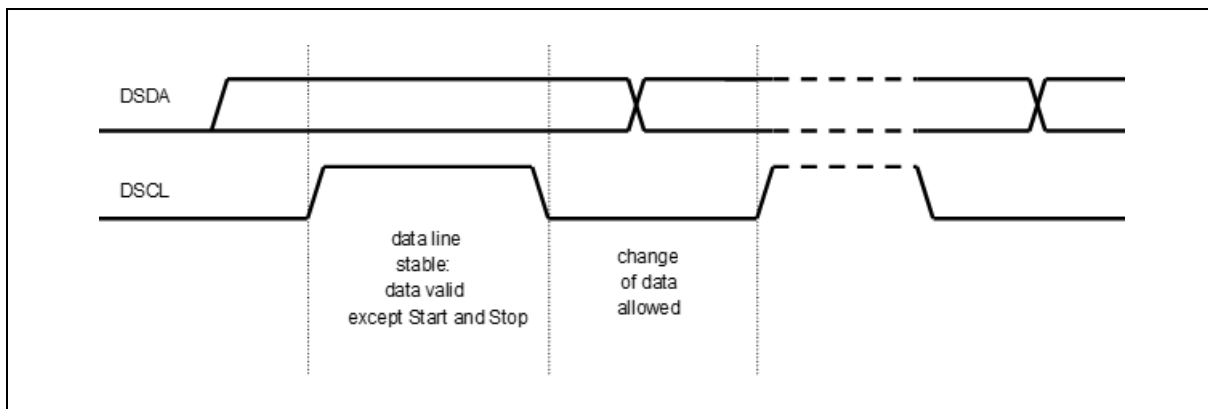 DSDA
DSCL
data line
stable:
data valid
except Start and Stop
change
of data
allowed